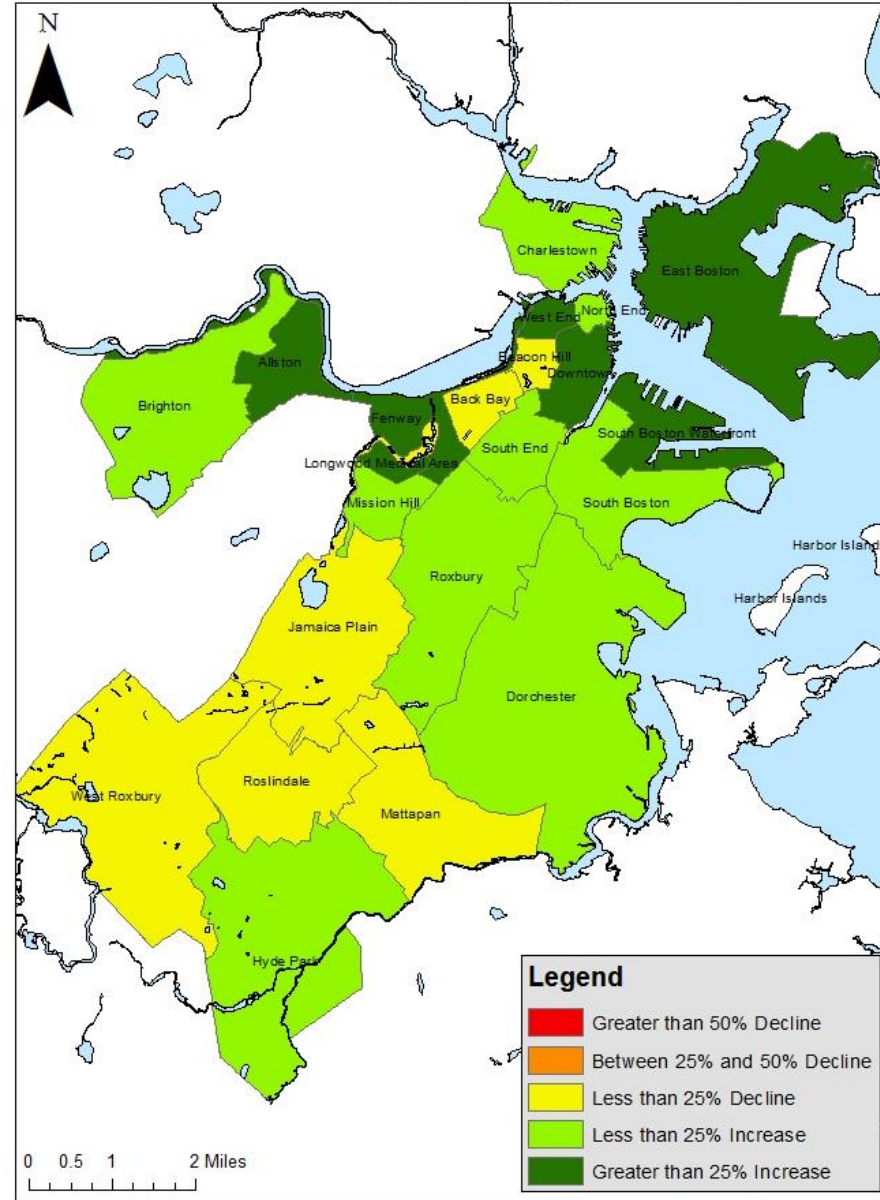 N
Charlestown
East Boston
West End
North End
Beacon Hill
Downtown
Allston
Back Bay
Brighton
Fenway
South Boston Waterfront
South End
Longwood Medical Area
Mission Hill
South Boston
Harbor Island
Roxbury
Harbor Islands
Jamaica Plain
Dorchester
Roslindale
West Roxbury
Mattapan
Hyde Park
Legend
Greater than 50% Decline
Between 25% and 50% Decline
Less than 25% Decline
Less than 25% Increase
Greater than 25% Increase
0 0.5 1 2 Miles